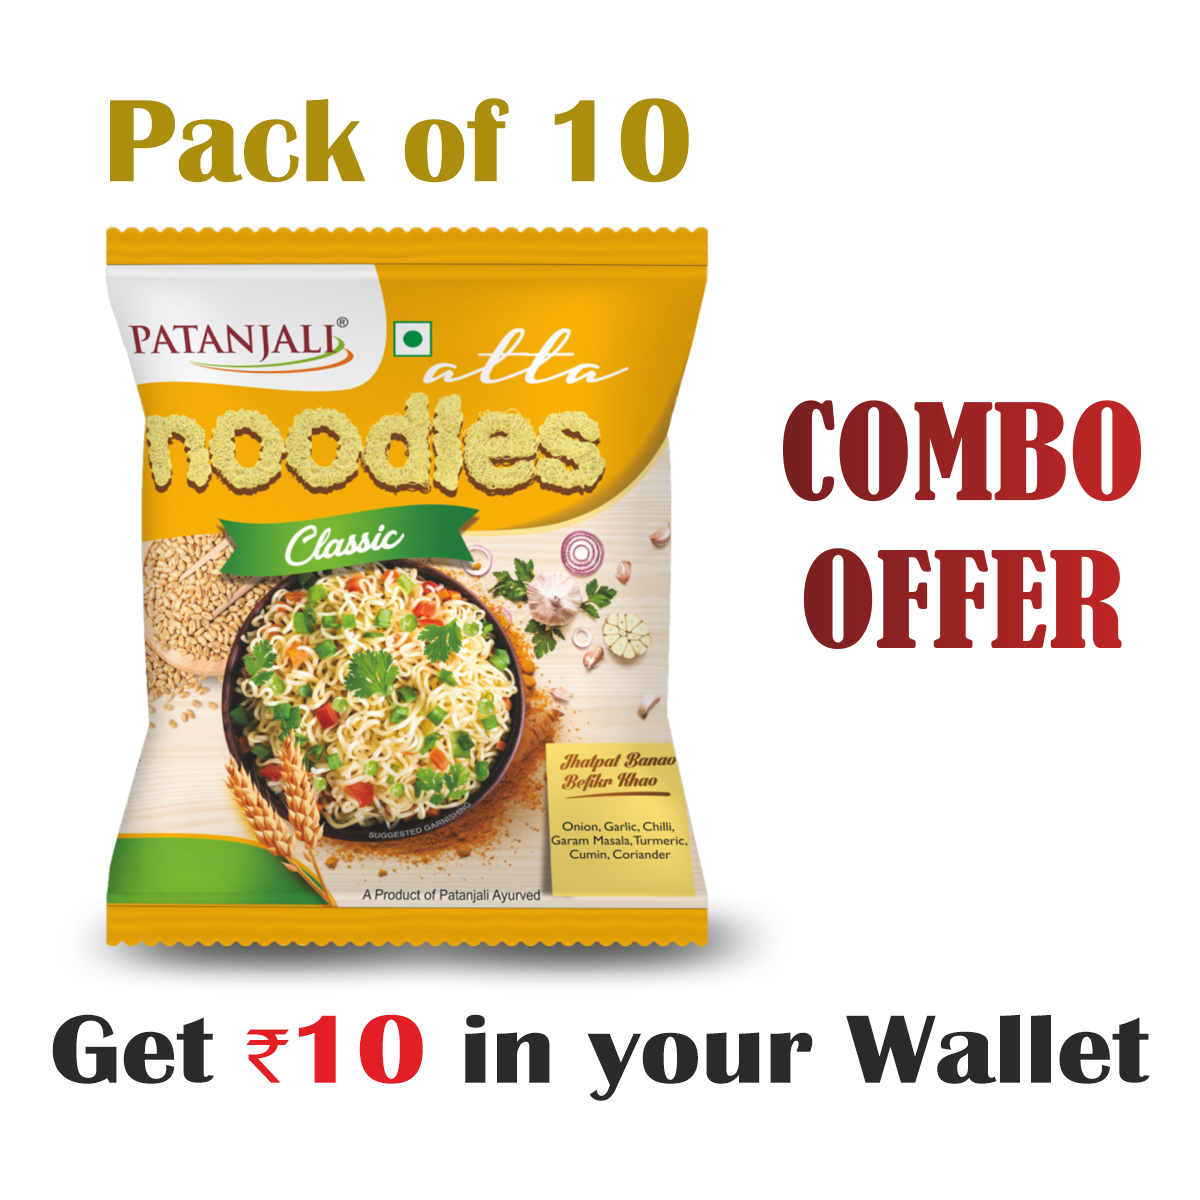 Pack of 10
PATANJALI®
atta
noodles
Classic
COMBO
OFFER
Jhatpat Banao
Befikr Khao
Onion, Garlic, Chilli,
Garam Masala, Turmeric,
Cumin, Coriander
SUGGESTED GARNISHING
A Product of Patanjali Ayurved
Get ₹10 in your Wallet